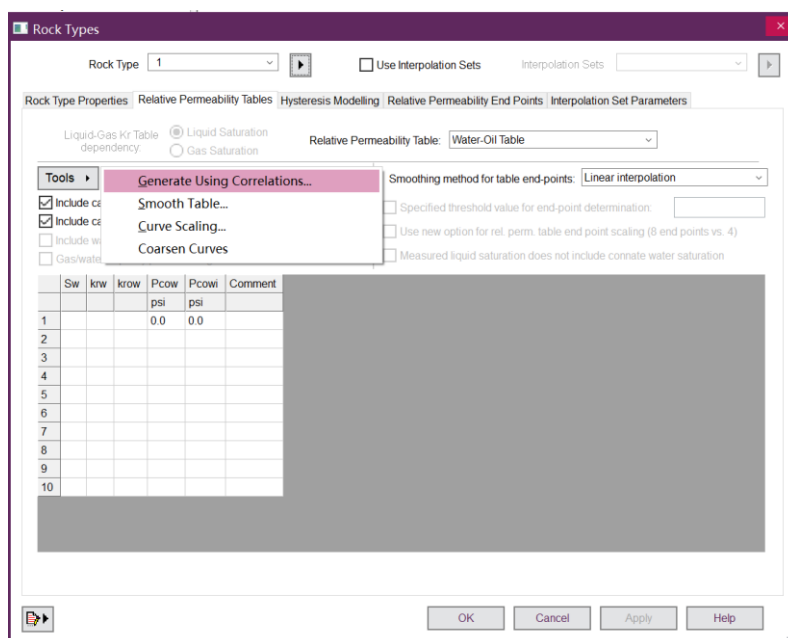 Rock Types
Rock Type 1 Use Interpolation Sets Interpolation Sets
Rock Type Properties Relative Permeability Tables Hysteresis Modelling Relative Permeability End Points Interpolation Set Parameters
Liquid-Gas Kr Table dependency: Liquid Saturation Gas Saturation
Relative Permeability Table: Water-Oil Table
Tools
Generate Using Correlations...
Smooth Table...
Curve Scaling...
Coarsen Curves
Smoothing method for table end-points: Linear interpolation
Include ca
Specified threshold value for end-point determination:
Include ca
Use new option for rel. perm. table end point scaling (8 end points vs. 4)
Include wa
Measured liquid saturation does not include connate water saturation
Gas/wate
Sw krw krow Pcow Pcowi Comment
psi psi
1 0.0 0.0
2
3
4
5
6
7
8
9
10
OK Cancel Apply Help